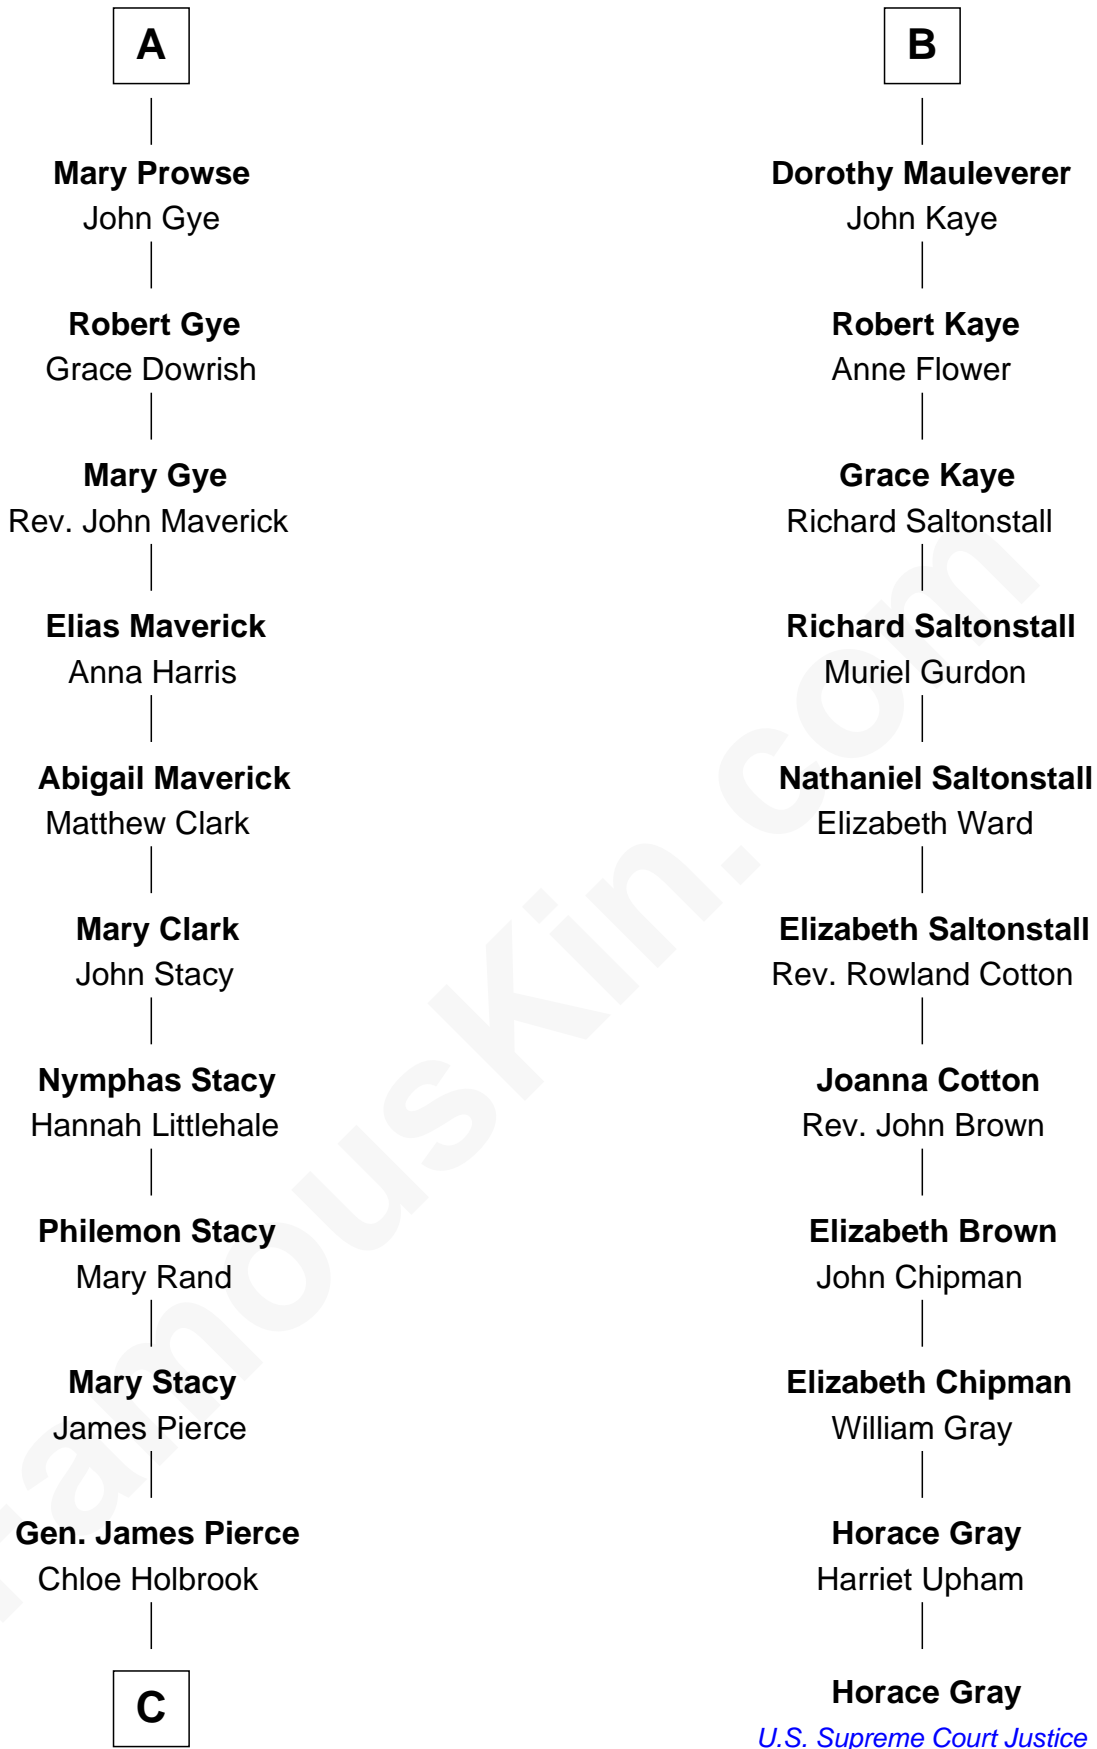 A
Mary Prowse
John Gye
Robert Gye
Grace Dowrish
Mary Gye
Rev. John Maverick
Elias Maverick
Anna Harris
Abigail Maverick
Matthew Clark
Mary Clark
John Stacy
Nymphas Stacy
Hannah Littlehale
Philemon Stacy
Mary Rand
Mary Stacy
James Pierce
Gen. James Pierce
Chloe Holbrook
C
B
Dorothy Mauleverer
John Kaye
Robert Kaye
Anne Flower
Grace Kaye
Richard Saltonstall
Richard Saltonstall
Muriel Gurdon
Nathaniel Saltonstall
Elizabeth Ward
Elizabeth Saltonstall
Rev. Rowland Cotton
Joanna Cotton
Rev. John Brown
Elizabeth Brown
John Chipman
Elizabeth Chipman
William Gray
Horace Gray
Harriet Upham
Horace Gray
U.S. Supreme Court Justice
FamousKin.com